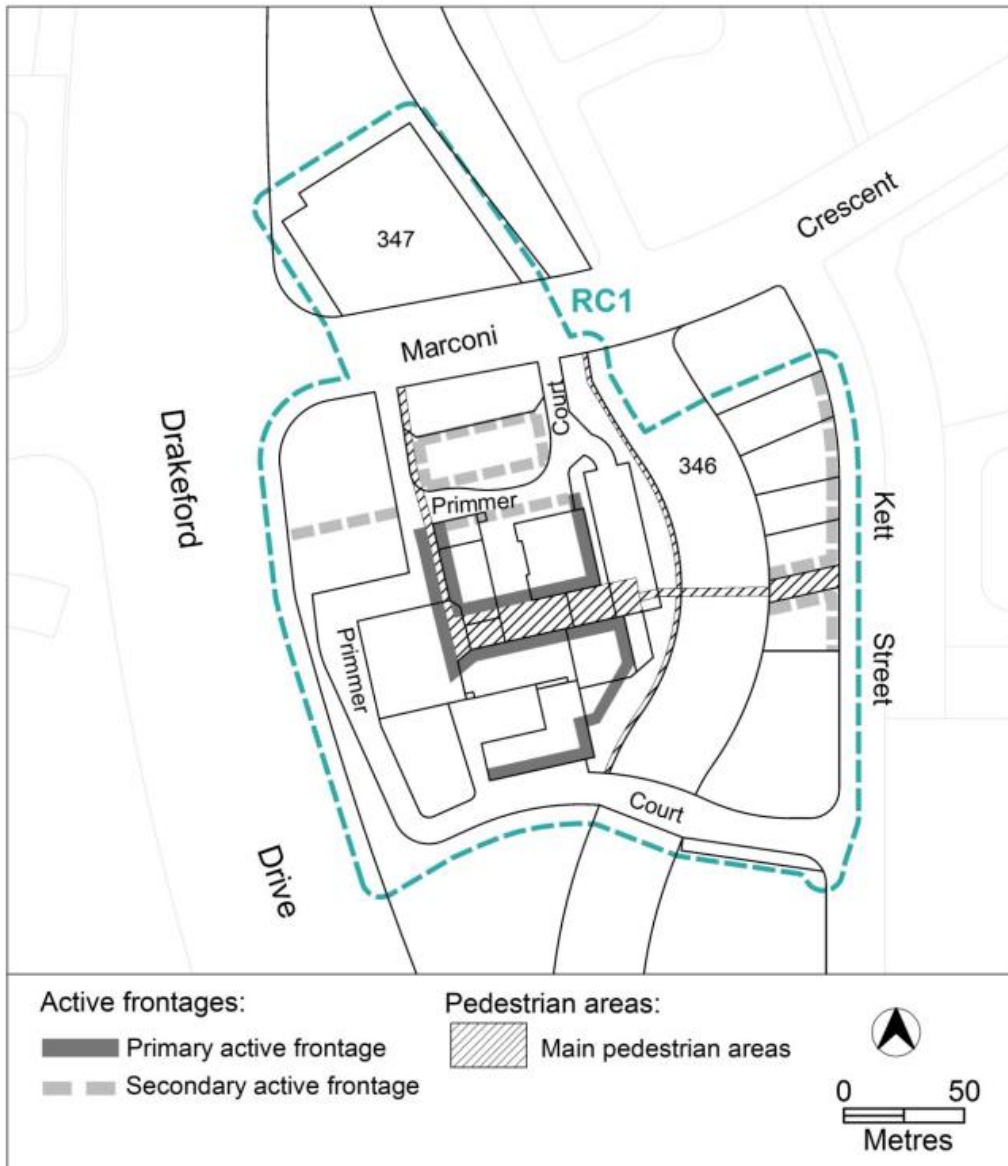 Crescent
347
RC1
Marconi
Court
Drakeford
346
Primmer
Kett
Primmer
Street
Court
Drive
Active frontages:
Primary active frontage
Secondary active frontage
Pedestrian areas:
Main pedestrian areas
0 50
Metres